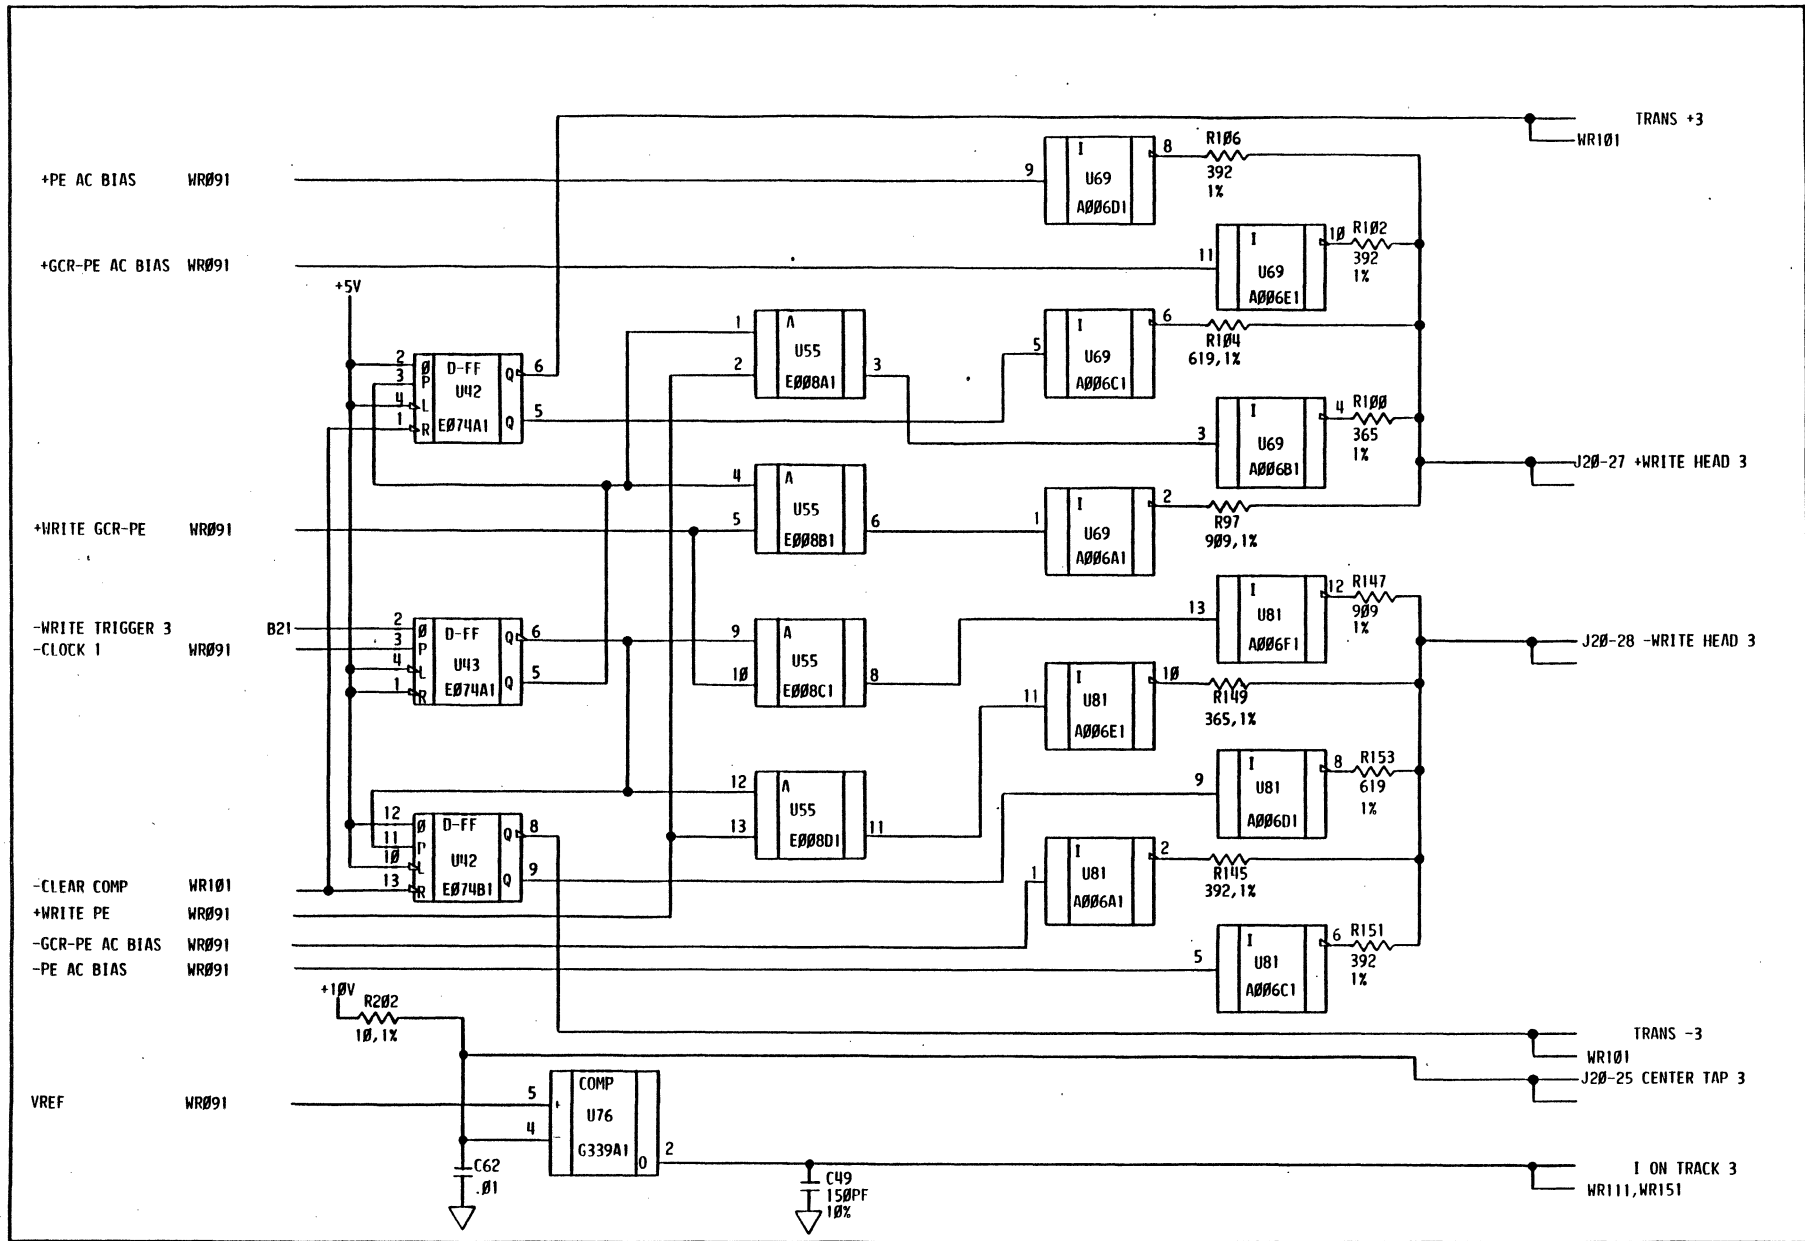 TRANS +3
WR101
+PE AC BIAS WRØ91
9
I
U69
AØØ6D1
8
R1Ø6
392
1%
+GCR-PE AC BIAS WRØ91
11
I
U69
AØØ6E1
1Ø
R1Ø2
392
1%
+5V
2
3
4
1
Ø
P
L
R
D-FF
U42
EØ74A1
Q
Q
6
5
1
2
A
U55
EØØ8A1
3
5
I
U69
AØØ6C1
6
R1Ø4
619,1%
3
I
U69
AØØ6B1
4
R1ØØ
365
1%
J2Ø-27 +WRITE HEAD 3
+WRITE GCR-PE WRØ91
4
5
A
U55
EØØ8B1
6
1
I
U69
AØØ6A1
2
R97
9Ø9,1%
-WRITE TRIGGER 3 B21
-CLOCK 1 WRØ91
2
3
4
1
Ø
P
L
R
D-FF
U43
EØ74A1
Q
Q
6
5
9
1Ø
A
U55
EØØ8C1
8
13
I
U81
AØØ6F1
12
R147
9Ø9
1%
J2Ø-28 -WRITE HEAD 3
11
I
U81
AØØ6E1
1Ø
R149
365,1%
12
11
1Ø
13
Ø
P
L
R
D-FF
U42
EØ74B1
Q
Q
8
9
12
13
A
U55
EØØ8D1
11
9
I
U81
AØØ6D1
8
R153
619
1%
1
I
U81
AØØ6A1
2
R145
392,1%
-CLEAR COMP WR1Ø1
+WRITE PE WRØ91
-GCR-PE AC BIAS WRØ91
-PE AC BIAS WRØ91
5
I
U81
AØØ6C1
6
R151
392
1%
+1ØV
R2Ø2
1Ø,1%
TRANS -3
WR1Ø1
J2Ø-25 CENTER TAP 3
VREF WRØ91
5
4
+
-
COMP
U76
G339A1
O
2
C62
.Ø1
C49
15ØPF
1Ø%
I ON TRACK 3
WR111,WR151